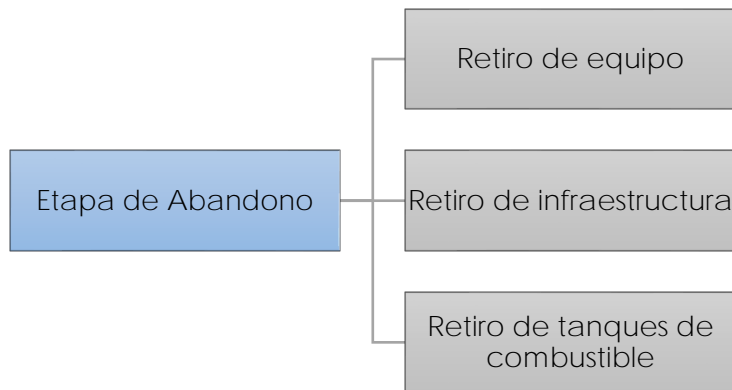 Retiro de equipo
Etapa de Abandono
Retiro de infraestructura
Retiro de tanques de
combustible